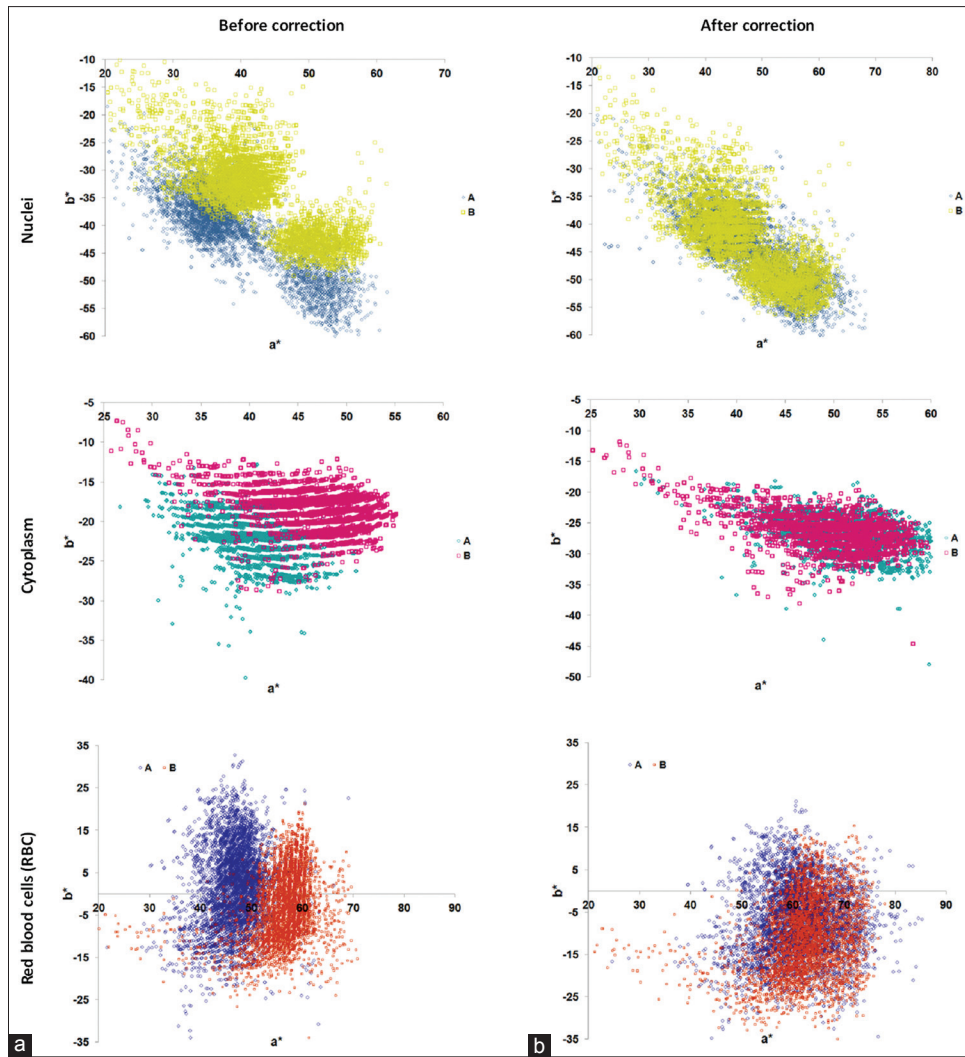 Before correction
After correction
Nuclei
20 30 40 50 60 70
-10
-15
-20
-25
-30
-35
-40
-45
-50
-55
-60
b*
a*
A
B
20 30 40 50 60 70 80
-10
-15
-20
-25
-30
-35
-40
-45
-50
-55
-60
b*
a*
A
B
Cytoplasm
25 30 35 40 45 50 55 60
-5
-10
-15
-20
-25
-30
-35
-40
b*
a*
A
B
25 30 35 40 45 50 55 60
-5
-10
-15
-20
-25
-30
-35
-40
-45
-50
b*
a*
A
B
Red blood cells (RBC)
A B
35
25
15
5
-5
-15
-25
-35
20 30 40 50 60 70 80 90
b*
a*
A B
35
25
15
5
-5
-15
-25
-35
20 30 40 50 60 70 80 90
b*
a*
a
b